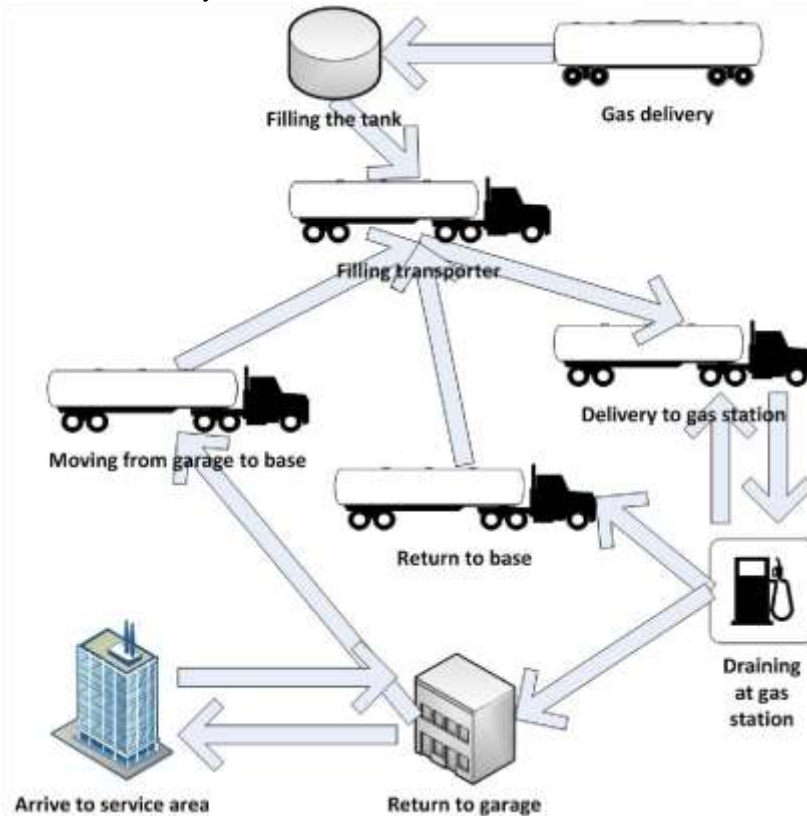 Filling the tank
Gas delivery
Filling transporter
Delivery to gas station
Moving from garage to base
Return to base
Draining
at gas
station
Arrive to service area
Return to garage